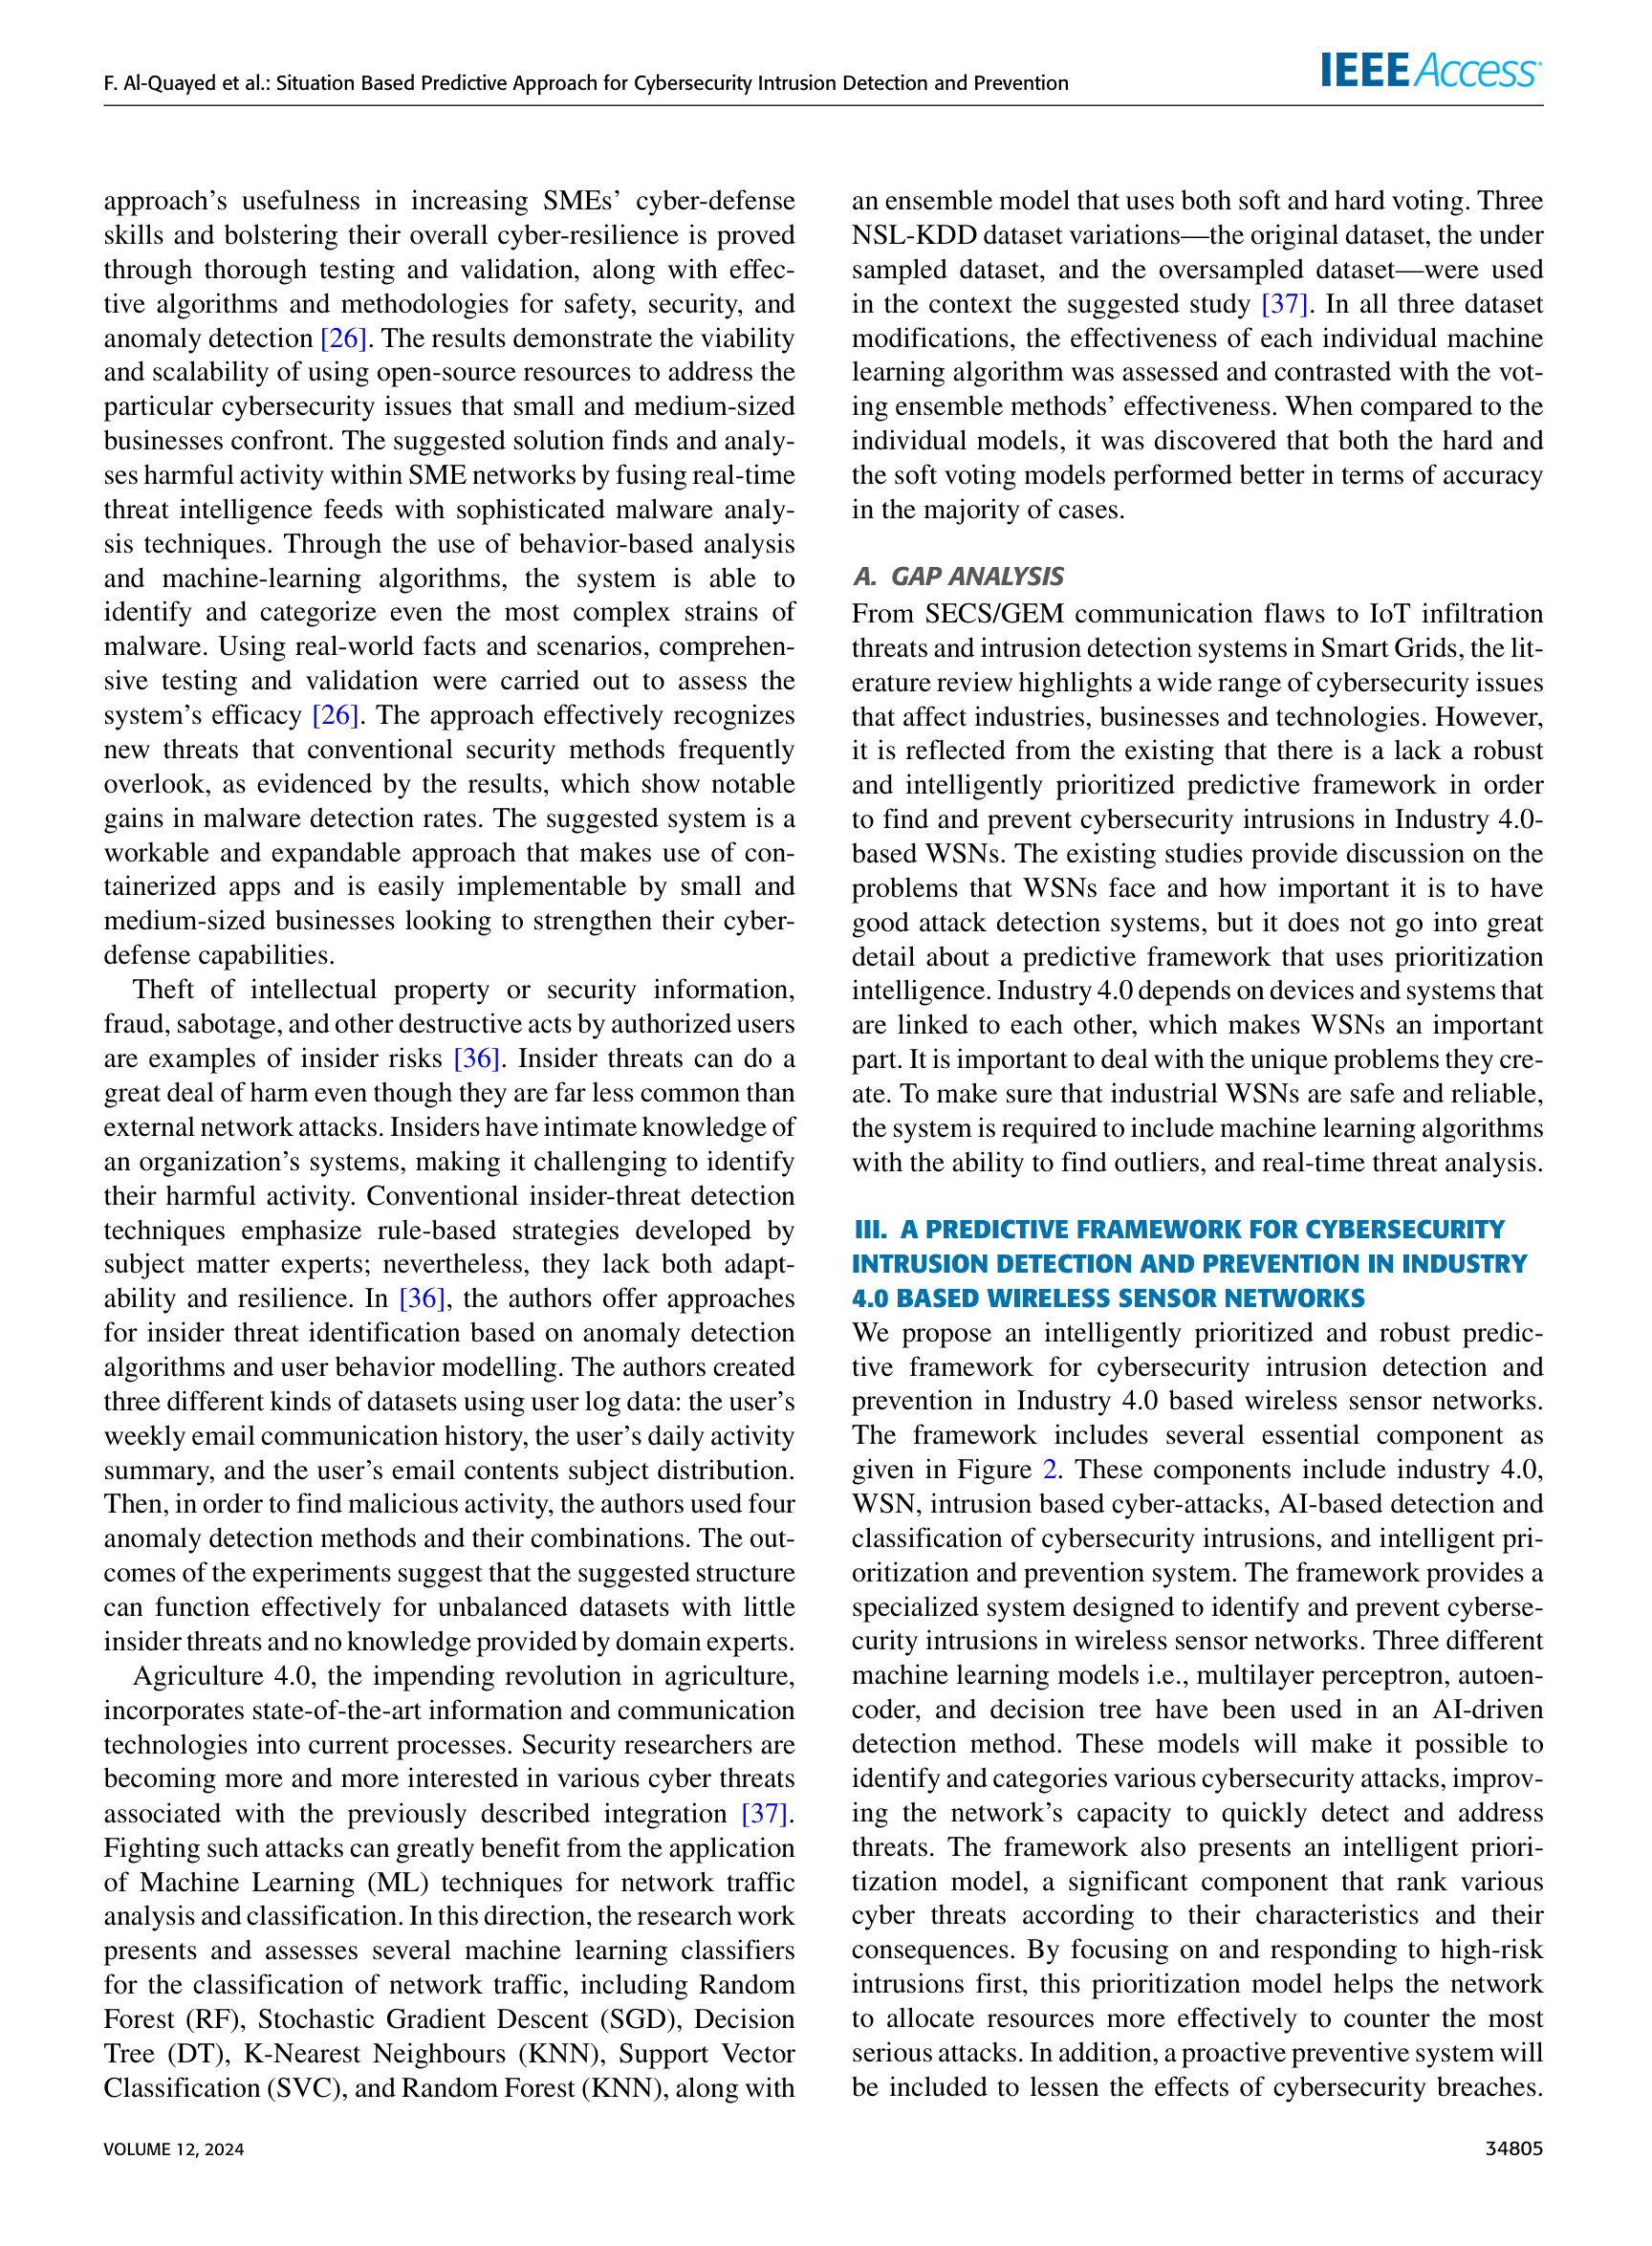 F. Al-Quayed et al.: Situation Based Predictive Approach for Cybersecurity Intrusion Detection and Prevention
IEEE Access
approach's usefulness in increasing SMEs' cyber-defense
skills and bolstering their overall cyber-resilience is proved
through thorough testing and validation, along with effec-
tive algorithms and methodologies for safety, security, and
anomaly detection [26]. The results demonstrate the viability
and scalability of using open-source resources to address the
particular cybersecurity issues that small and medium-sized
businesses confront. The suggested solution finds and analy-
ses harmful activity within SME networks by fusing real-time
threat intelligence feeds with sophisticated malware analy-
sis techniques. Through the use of behavior-based analysis
and machine-learning algorithms, the system is able to
identify and categorize even the most complex strains of
malware. Using real-world facts and scenarios, comprehen-
sive testing and validation were carried out to assess the
system's efficacy [26]. The approach effectively recognizes
new threats that conventional security methods frequently
overlook, as evidenced by the results, which show notable
gains in malware detection rates. The suggested system is a
workable and expandable approach that makes use of con-
tainerized apps and is easily implementable by small and
medium-sized businesses looking to strengthen their cyber-
defense capabilities.
Theft of intellectual property or security information,
fraud, sabotage, and other destructive acts by authorized users
are examples of insider risks [36]. Insider threats can do a
great deal of harm even though they are far less common than
external network attacks. Insiders have intimate knowledge of
an organization's systems, making it challenging to identify
their harmful activity. Conventional insider-threat detection
techniques emphasize rule-based strategies developed by
subject matter experts; nevertheless, they lack both adapt-
ability and resilience. In [36], the authors offer approaches
for insider threat identification based on anomaly detection
algorithms and user behavior modelling. The authors created
three different kinds of datasets using user log data: the user's
weekly email communication history, the user's daily activity
summary, and the user's email contents subject distribution.
Then, in order to find malicious activity, the authors used four
anomaly detection methods and their combinations. The out-
comes of the experiments suggest that the suggested structure
can function effectively for unbalanced datasets with little
insider threats and no knowledge provided by domain experts.
Agriculture 4.0, the impending revolution in agriculture,
incorporates state-of-the-art information and communication
technologies into current processes. Security researchers are
becoming more and more interested in various cyber threats
associated with the previously described integration [37].
Fighting such attacks can greatly benefit from the application
of Machine Learning (ML) techniques for network traffic
analysis and classification. In this direction, the research work
presents and assesses several machine learning classifiers
for the classification of network traffic, including Random
Forest (RF), Stochastic Gradient Descent (SGD), Decision
Tree (DT), K-Nearest Neighbours (KNN), Support Vector
Classification (SVC), and Random Forest (KNN), along with
an ensemble model that uses both soft and hard voting. Three
NSL-KDD dataset variations—the original dataset, the under
sampled dataset, and the oversampled dataset—were used
in the context the suggested study [37]. In all three dataset
modifications, the effectiveness of each individual machine
learning algorithm was assessed and contrasted with the vot-
ing ensemble methods' effectiveness. When compared to the
individual models, it was discovered that both the hard and
the soft voting models performed better in terms of accuracy
in the majority of cases.
A. GAP ANALYSIS
From SECS/GEM communication flaws to IoT infiltration
threats and intrusion detection systems in Smart Grids, the lit-
erature review highlights a wide range of cybersecurity issues
that affect industries, businesses and technologies. However,
it is reflected from the existing that there is a lack a robust
and intelligently prioritized predictive framework in order
to find and prevent cybersecurity intrusions in Industry 4.0-
based WSNs. The existing studies provide discussion on the
problems that WSNs face and how important it is to have
good attack detection systems, but it does not go into great
detail about a predictive framework that uses prioritization
intelligence. Industry 4.0 depends on devices and systems that
are linked to each other, which makes WSNs an important
part. It is important to deal with the unique problems they cre-
ate. To make sure that industrial WSNs are safe and reliable,
the system is required to include machine learning algorithms
with the ability to find outliers, and real-time threat analysis.
III. A PREDICTIVE FRAMEWORK FOR CYBERSECURITY
INTRUSION DETECTION AND PREVENTION IN INDUSTRY
4.0 BASED WIRELESS SENSOR NETWORKS
We propose an intelligently prioritized and robust predic-
tive framework for cybersecurity intrusion detection and
prevention in Industry 4.0 based wireless sensor networks.
The framework includes several essential component as
given in Figure 2. These components include industry 4.0,
WSN, intrusion based cyber-attacks, AI-based detection and
classification of cybersecurity intrusions, and intelligent pri-
oritization and prevention system. The framework provides a
specialized system designed to identify and prevent cyberse-
curity intrusions in wireless sensor networks. Three different
machine learning models i.e., multilayer perceptron, autoen-
coder, and decision tree have been used in an AI-driven
detection method. These models will make it possible to
identify and categories various cybersecurity attacks, improv-
ing the network's capacity to quickly detect and address
threats. The framework also presents an intelligent priori-
tization model, a significant component that rank various
cyber threats according to their characteristics and their
consequences. By focusing on and responding to high-risk
intrusions first, this prioritization model helps the network
to allocate resources more effectively to counter the most
serious attacks. In addition, a proactive preventive system will
be included to lessen the effects of cybersecurity breaches.
VOLUME 12, 2024
34805